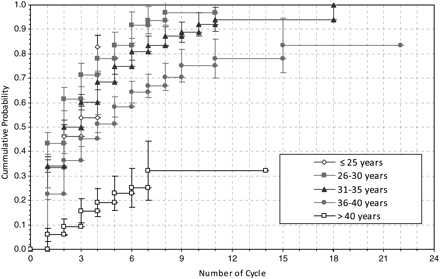 1.0
0.9
0.8
0.7
0.6
0.5
0.4
0.3
0.2
0.1
0.0
Cummulative Probability
0 3 6 9 12 15 18 21 24
Number of Cycle
≤ 25 years
26-30 years
31-35 years
36-40 years
> 40 years